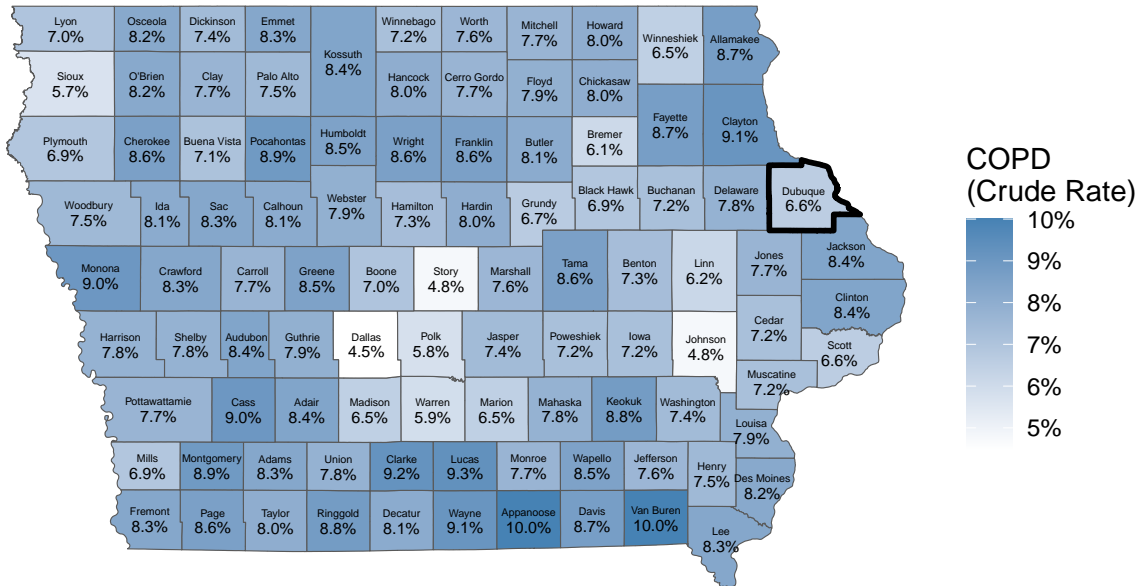 Lyon
7.0%
Osceola
8.2%
Dickinson
7.4%
Emmet
8.3%
Kossuth
8.4%
Winnebago
7.2%
Worth
7.6%
Mitchell
7.7%
Howard
8.0%
Winneshiek
6.5%
Allamakee
8.7%
Sioux
5.7%
O'Brien
8.2%
Clay
7.7%
Palo Alto
7.5%
Hancock
8.0%
Cerro Gordo
7.7%
Floyd
7.9%
Chickasaw
8.0%
Fayette
8.7%
Clayton
9.1%
Plymouth
6.9%
Cherokee
8.6%
Buena Vista
7.1%
Pocahontas
8.9%
Humboldt
8.5%
Wright
8.6%
Franklin
8.6%
Butler
8.1%
Bremer
6.1%
Woodbury
7.5%
Ida
8.1%
Sac
8.3%
Calhoun
8.1%
Webster
7.9%
Hamilton
7.3%
Hardin
8.0%
Grundy
6.7%
Black Hawk
6.9%
Buchanan
7.2%
Delaware
7.8%
Dubuque
6.6%
Monona
9.0%
Crawford
8.3%
Carroll
7.7%
Greene
8.5%
Boone
7.0%
Story
4.8%
Marshall
7.6%
Tama
8.6%
Benton
7.3%
Linn
6.2%
Jones
7.7%
Jackson
8.4%
Clinton
8.4%
Harrison
7.8%
Shelby
7.8%
Audubon
8.4%
Guthrie
7.9%
Dallas
4.5%
Polk
5.8%
Jasper
7.4%
Poweshiek
7.2%
Iowa
7.2%
Johnson
4.8%
Cedar
7.2%
Scott
6.6%
Muscatine
7.2%
Pottawattamie
7.7%
Cass
9.0%
Adair
8.4%
Madison
6.5%
Warren
5.9%
Marion
6.5%
Mahaska
7.8%
Keokuk
8.8%
Washington
7.4%
Louisa
7.9%
Mills
6.9%
Montgomery
8.9%
Adams
8.3%
Union
7.8%
Clarke
9.2%
Lucas
9.3%
Monroe
7.7%
Wapello
8.5%
Jefferson
7.6%
Henry
7.5%
Des Moines
8.2%
Fremont
8.3%
Page
8.6%
Taylor
8.0%
Ringgold
8.8%
Decatur
8.1%
Wayne
9.1%
Appanoose
10.0%
Davis
8.7%
Van Buren
10.0%
Lee
8.3%
COPD
(Crude Rate)
10%
9%
8%
7%
6%
5%